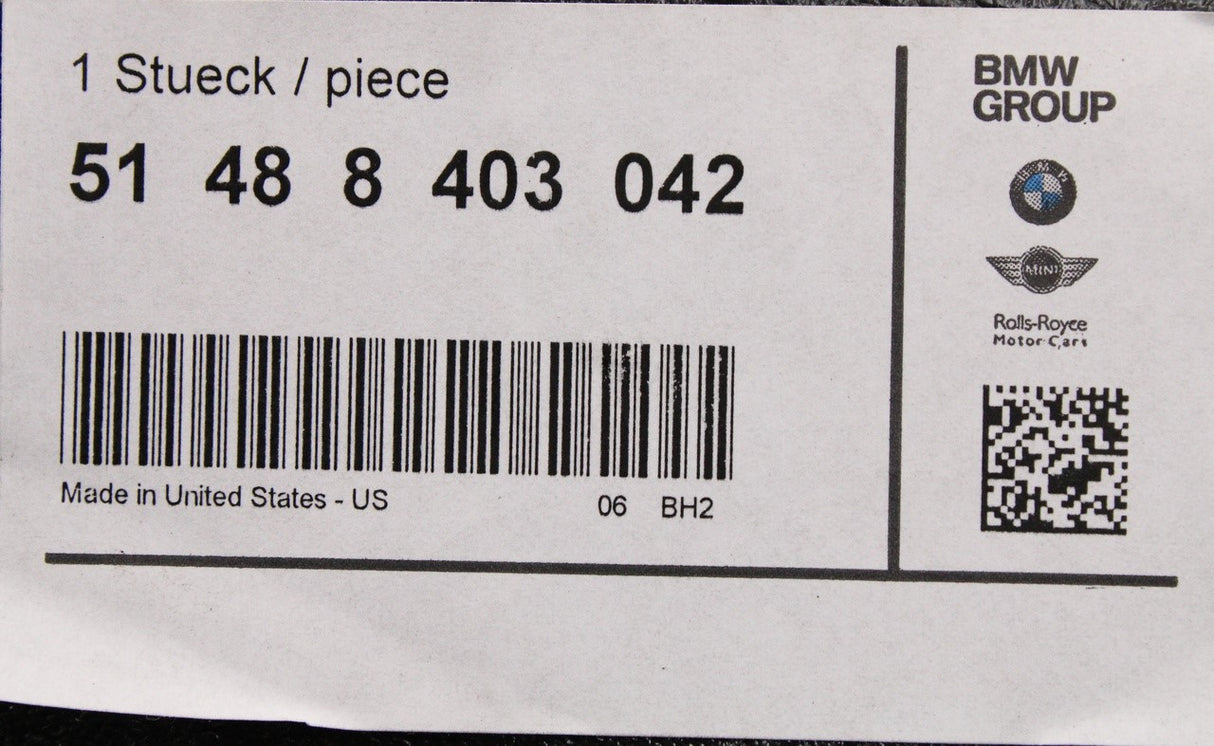 1 Stueck / piece
51 48 8 403 042
Made in United States - US
06 BH2
BMW
GROUP
BMW
MINI
Rolls-Royce
Motor Cars